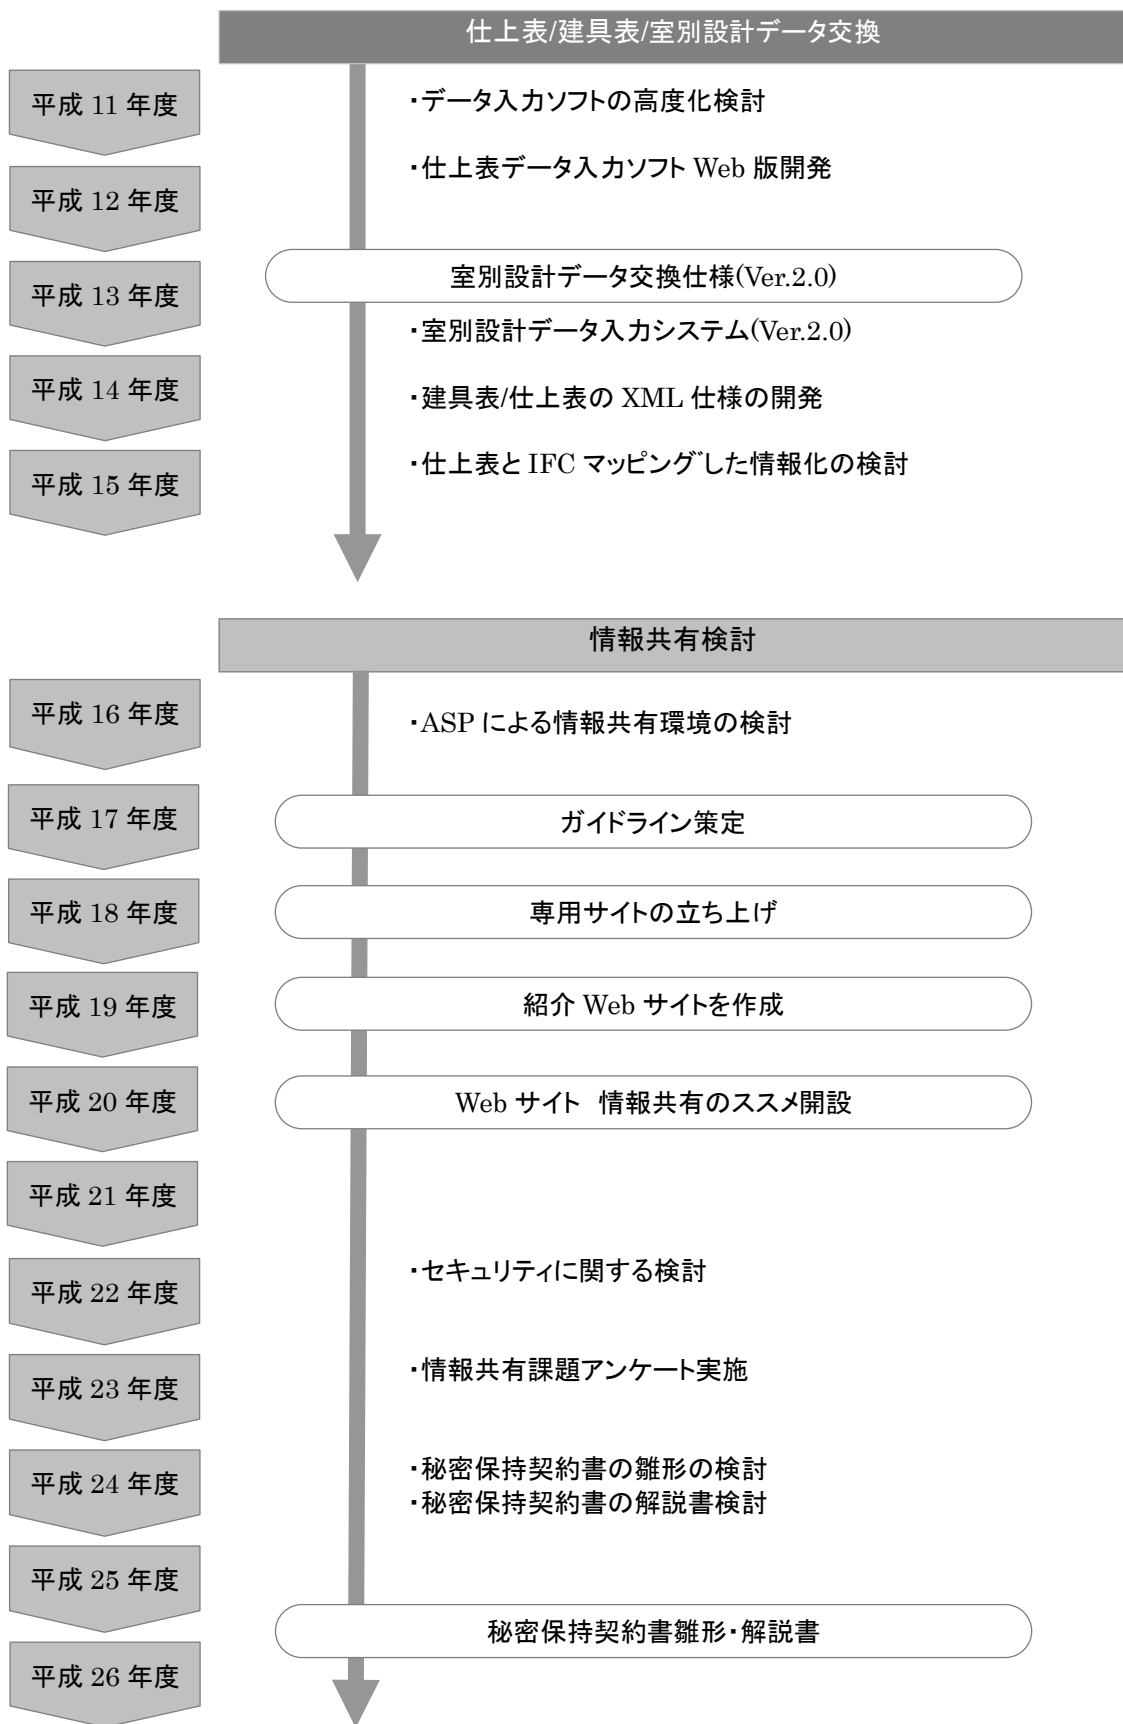 仕上表/建具表/室別設計データ交換
平成 11 年度
・データ入力ソフトの高度化検討
・仕上表データ入力ソフト Web 版開発
平成 12 年度
室別設計データ交換仕様(Ver.2.0)
平成 13 年度
・室別設計データ入力システム(Ver.2.0)
平成 14 年度
・建具表/仕上表の XML 仕様の開発
・仕上表と IFC マッピング゙した情報化の検討
平成 15 年度
情報共有検討
平成 16 年度
・ASP による情報共有環境の検討
平成 17 年度
ガイドライン策定
平成 18 年度
専用サイトの立ち上げ
平成 19 年度
紹介 Web サイトを作成
平成 20 年度
Web サイト 情報共有のススメ開設
平成 21 年度
・セキュリティに関する検討
平成 22 年度
・情報共有課題アンケート実施
平成 23 年度
・秘密保持契約書の雛形の検討
平成 24 年度
・秘密保持契約書の解説書検討
平成 25 年度
秘密保持契約書雛形・解説書
平成 26 年度